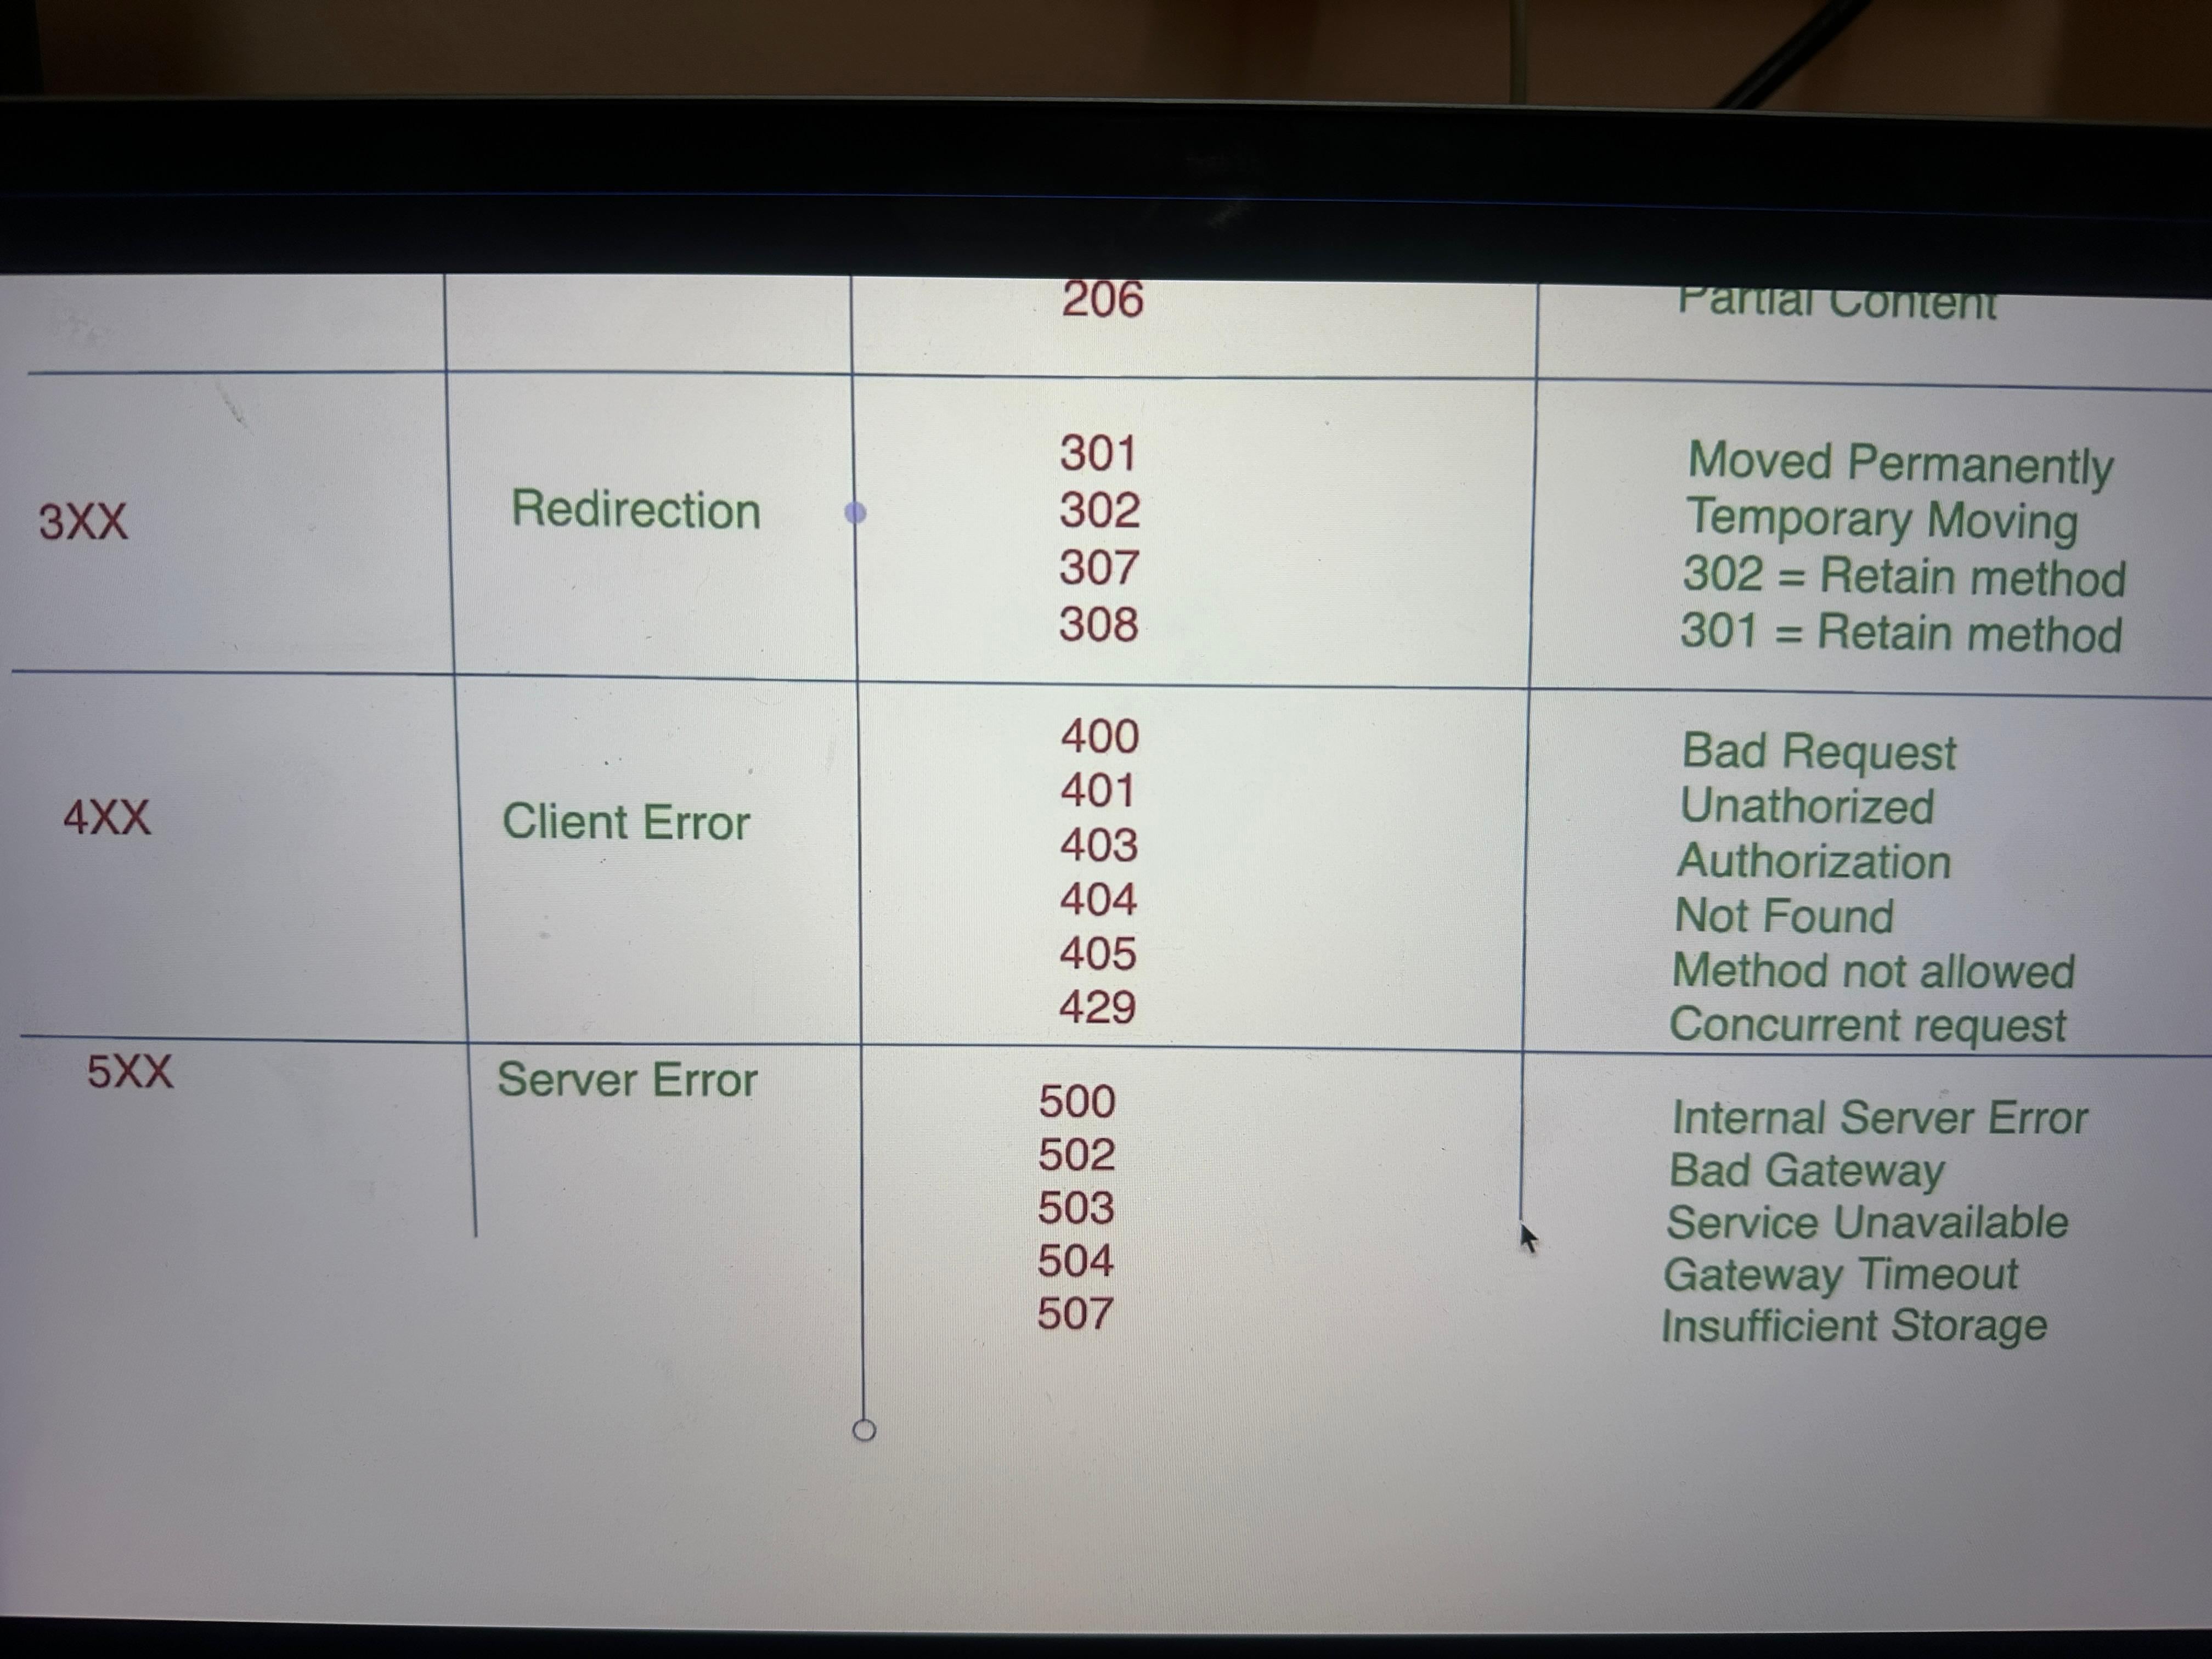 206 Partial Content
3XX Redirection
301 Moved Permanently
302 Temporary Moving
307 302 = Retain method
308 301 = Retain method
4XX Client Error
400 Bad Request
401 Unathorized
403 Authorization
404 Not Found
405 Method not allowed
429 Concurrent request
5XX Server Error
500 Internal Server Error
502 Bad Gateway
503 Service Unavailable
504 Gateway Timeout
507 Insufficient Storage